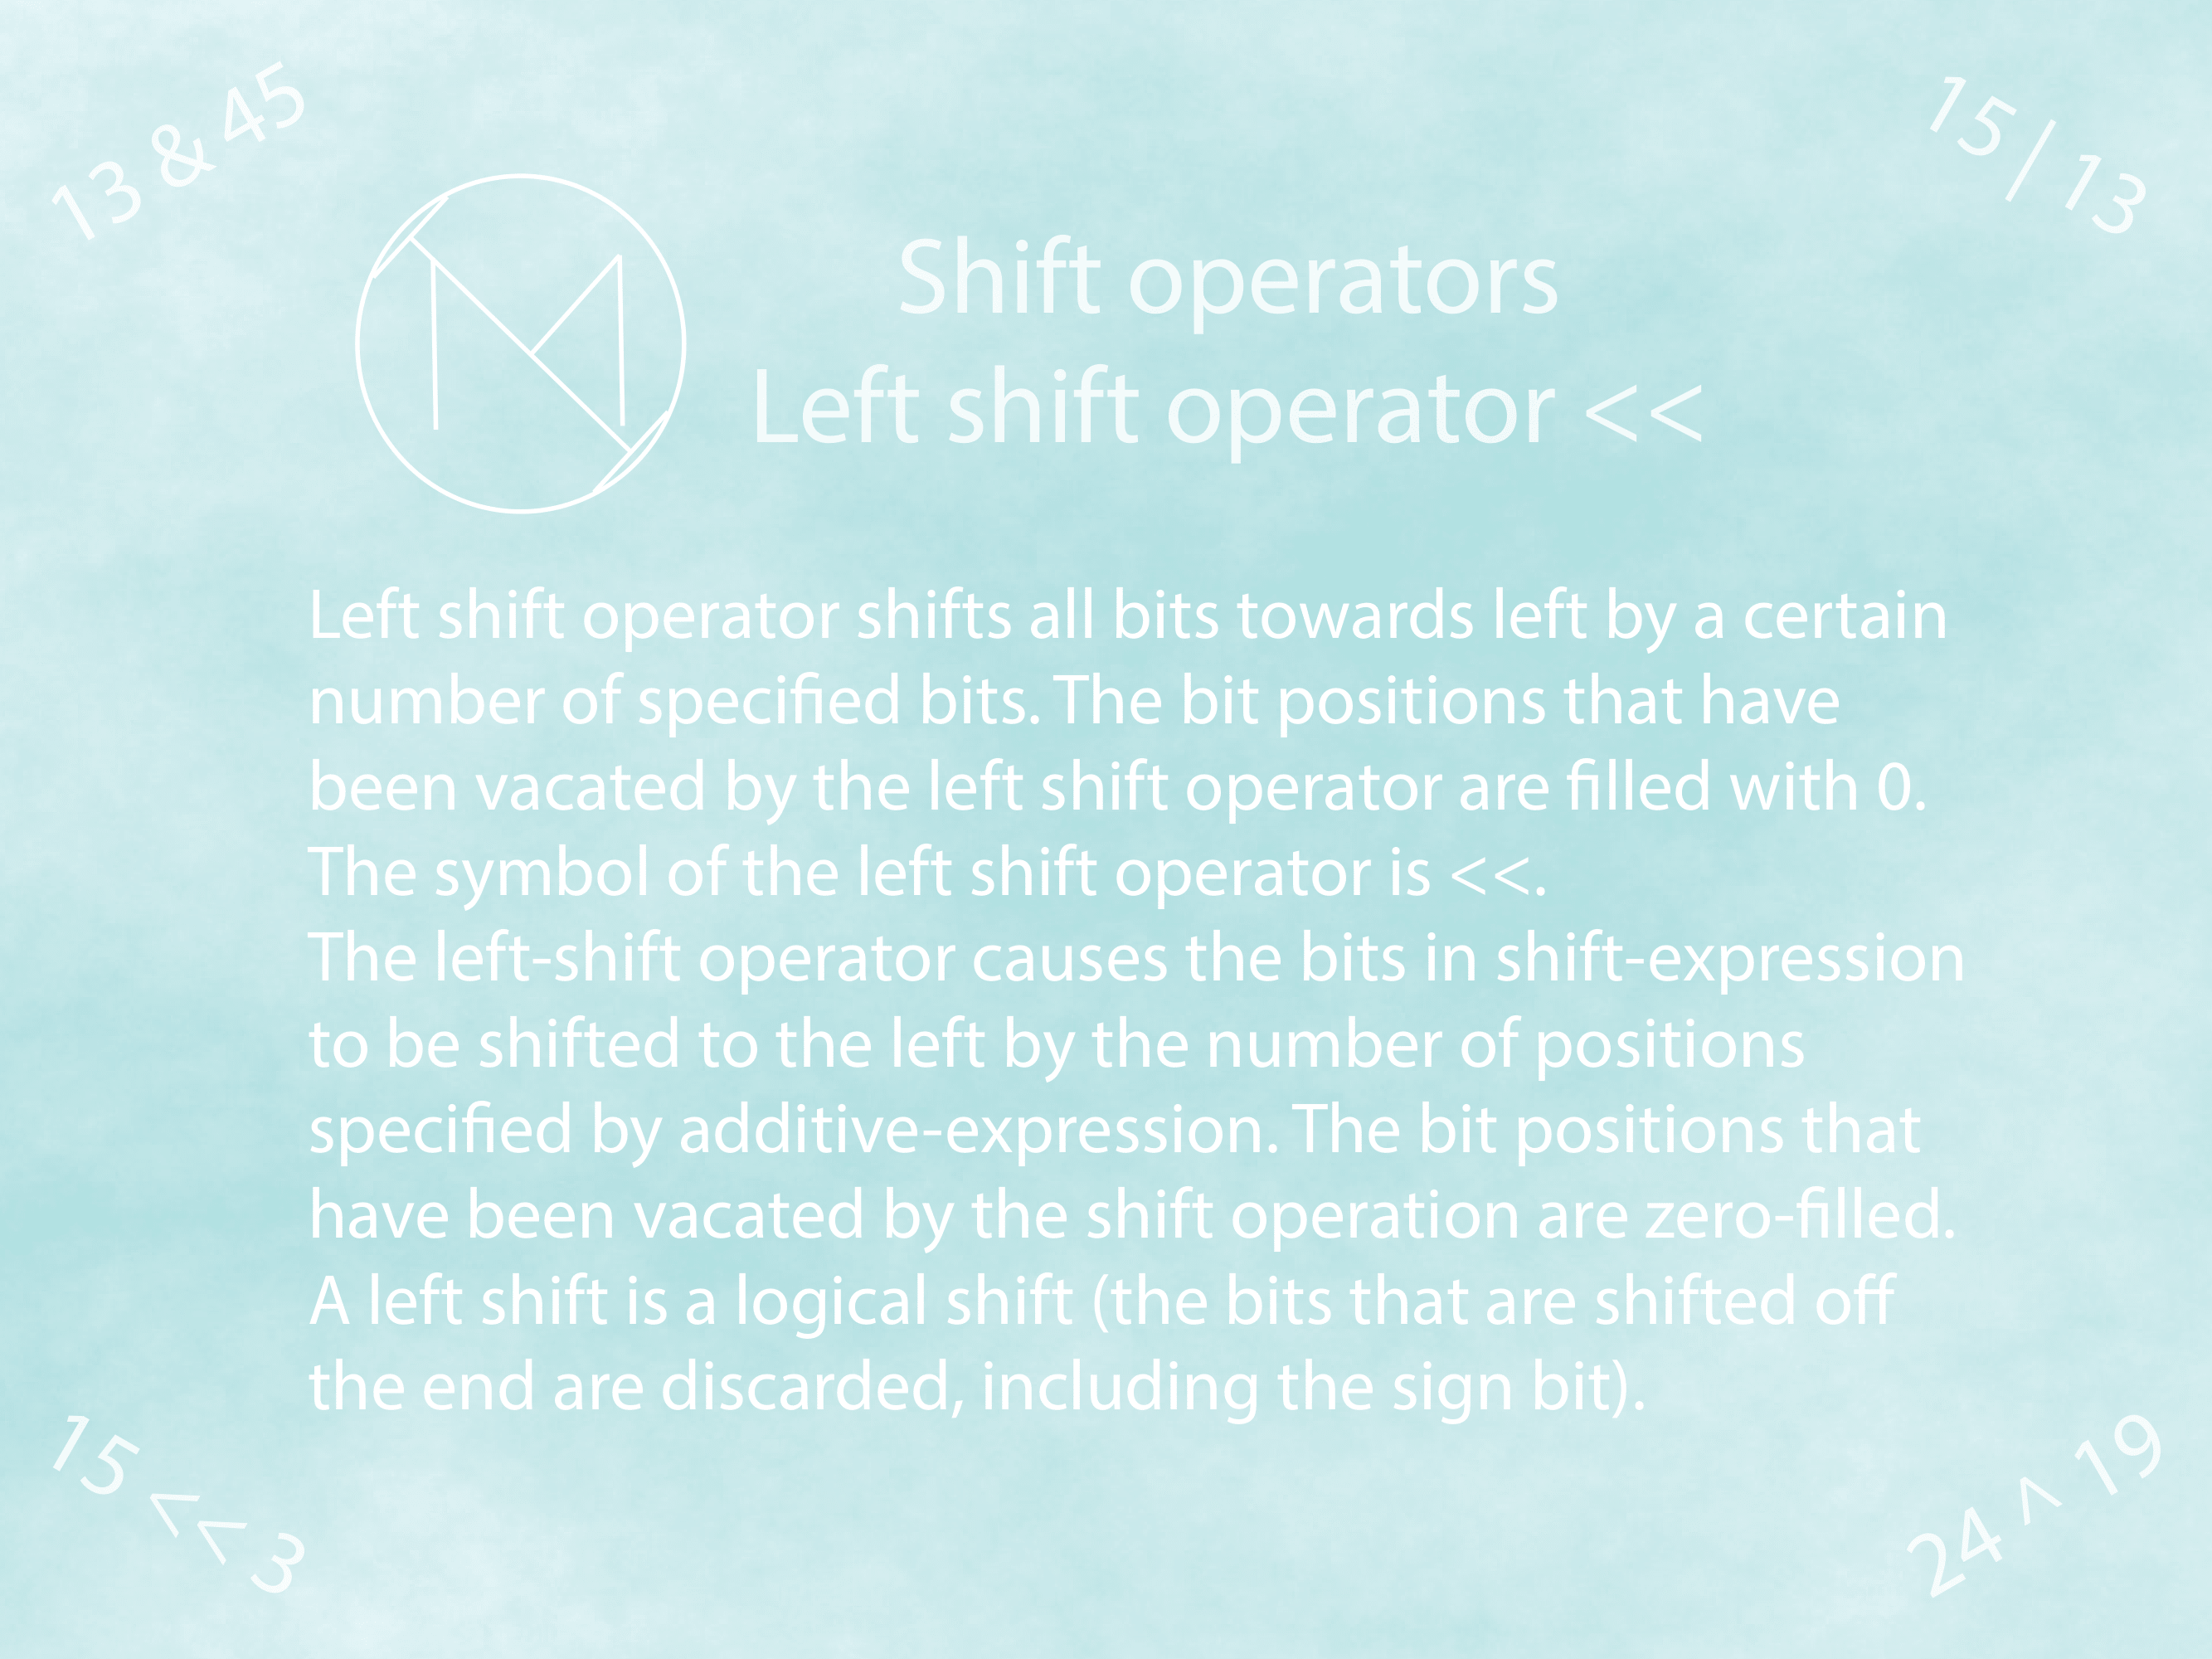 13 & 45
15 | 13
Shift operators
Left shift operator <<
Left shift operator shifts all bits towards left by a certain
number of specified bits. The bit positions that have
been vacated by the left shift operator are filled with 0.
The symbol of the left shift operator is <<.
The left-shift operator causes the bits in shift-expression
to be shifted to the left by the number of positions
specified by additive-expression. The bit positions that
have been vacated by the shift operation are zero-filled.
A left shift is a logical shift (the bits that are shifted off
the end are discarded, including the sign bit).
15 << 3
24 ^ 19